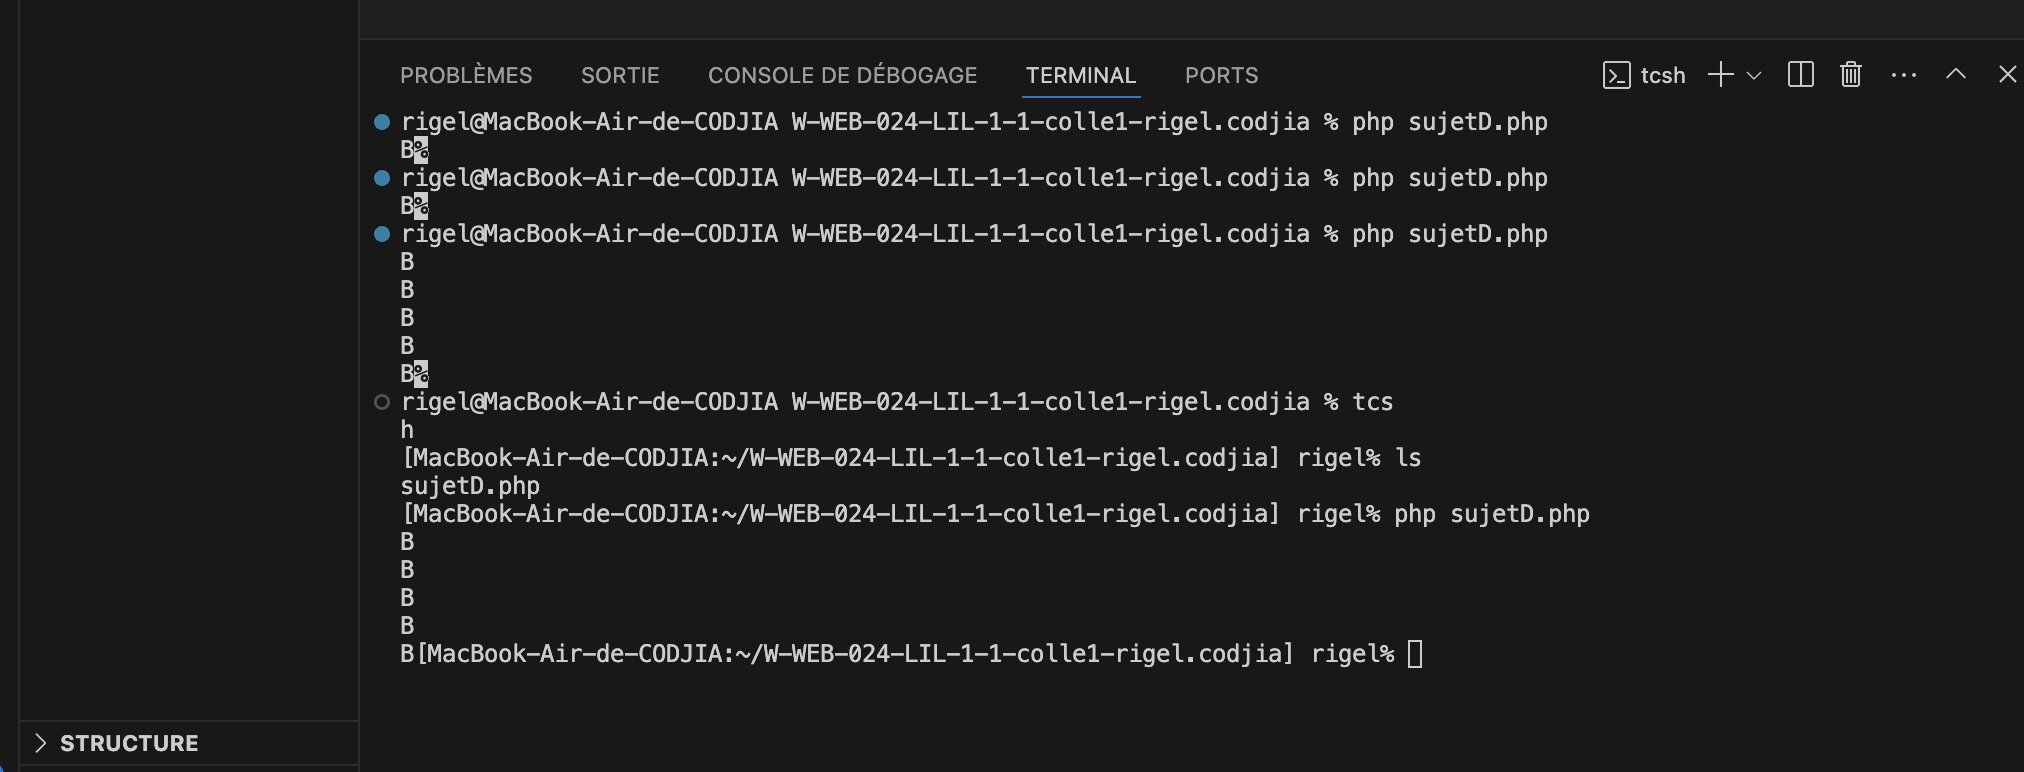 PROBLÈMES SORTIE CONSOLE DE DÉBOGAGE TERMINAL PORTS tcsh
rigel@MacBook-Air-de-CODJIA W-WEB-024-LIL-1-1-colle1-rigel.codjia % php sujetD.php
B%
rigel@MacBook-Air-de-CODJIA W-WEB-024-LIL-1-1-colle1-rigel.codjia % php sujetD.php
B%
rigel@MacBook-Air-de-CODJIA W-WEB-024-LIL-1-1-colle1-rigel.codjia % php sujetD.php
B
B
B
B
B%
rigel@MacBook-Air-de-CODJIA W-WEB-024-LIL-1-1-colle1-rigel.codjia % tcs
h
[MacBook-Air-de-CODJIA:~/W-WEB-024-LIL-1-1-colle1-rigel.codjia] rigel% ls
sujetD.php
[MacBook-Air-de-CODJIA:~/W-WEB-024-LIL-1-1-colle1-rigel.codjia] rigel% php sujetD.php
B
B
B
B
B[MacBook-Air-de-CODJIA:~/W-WEB-024-LIL-1-1-colle1-rigel.codjia] rigel%
STRUCTURE